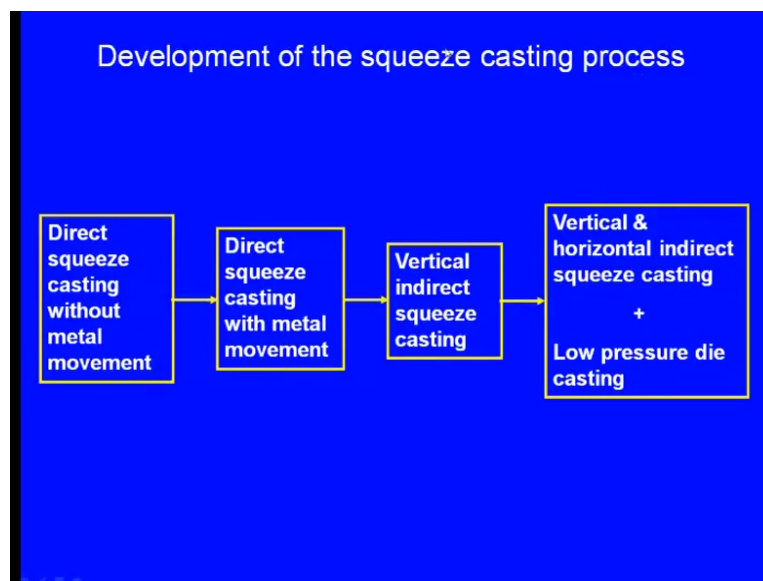 Development of the squeeze casting process
Direct
squeeze
casting
without
metal
movement
Direct
squeeze
casting
with metal
movement
Vertical
indirect
squeeze
casting
Vertical &
horizontal indirect
squeeze casting
+
Low pressure die
casting